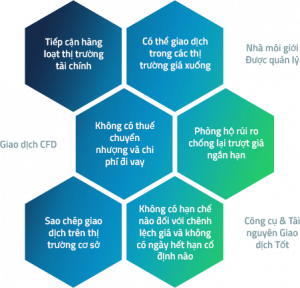 Tiếp cận hàng
loạt thị trường
tài chính
Có thể giao dịch
trong các thị
trường giá xuống
Nhà môi giới
Được quản lý
Giao dịch CFD
Không có thuế
chuyển
nhượng và chi
phí đi vay
Phòng hộ rủi ro
chống lại trượt giá
ngắn hạn
Sao chép giao
dịch trên thị
trường cơ sở
Không có hạn chế
nào đối với chênh
lệch giá và không
có ngày hết hạn cố
định nào
Công cụ & Tài
nguyên Giao
dịch Tốt